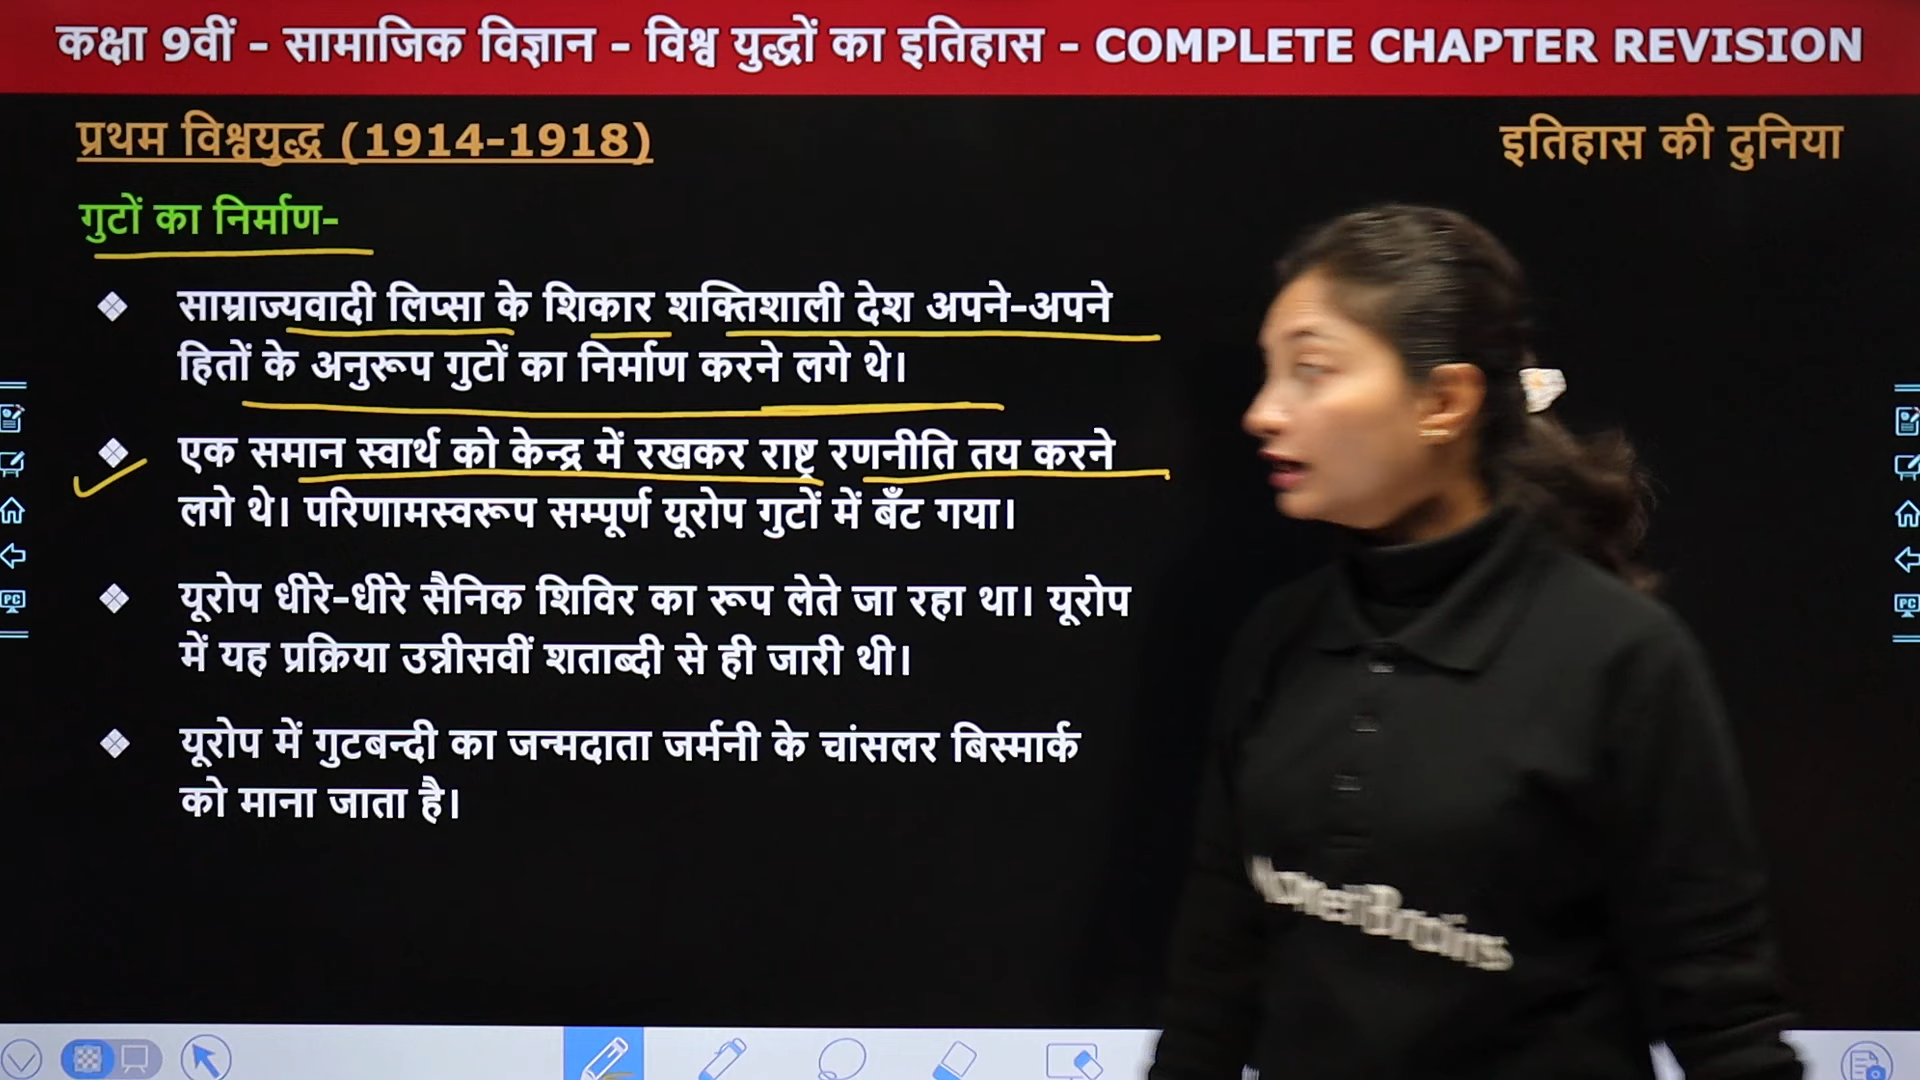 कक्षा 9वीं - सामाजिक विज्ञान - विश्व युद्धों का इतिहास - COMPLETE CHAPTER REVISION
प्रथम विश्वयुद्ध (1914-1918)
इतिहास की दुनिया
गुटों का निर्माण-
❖ साम्राज्यवादी लिप्सा के शिकार शक्तिशाली देश अपने-अपने
हितों के अनुरूप गुटों का निर्माण करने लगे थे।
❖ एक समान स्वार्थ को केन्द्र में रखकर राष्ट्र रणनीति तय करने
लगे थे। परिणामस्वरूप सम्पूर्ण यूरोप गुटों में बँट गया।
❖ यूरोप धीरे-धीरे सैनिक शिविर का रूप लेते जा रहा था। यूरोप
में यह प्रक्रिया उन्नीसवीं शताब्दी से ही जारी थी।
❖ यूरोप में गुटबन्दी का जन्मदाता जर्मनी के चांसलर बिस्मार्क
को माना जाता है।
PC
PC